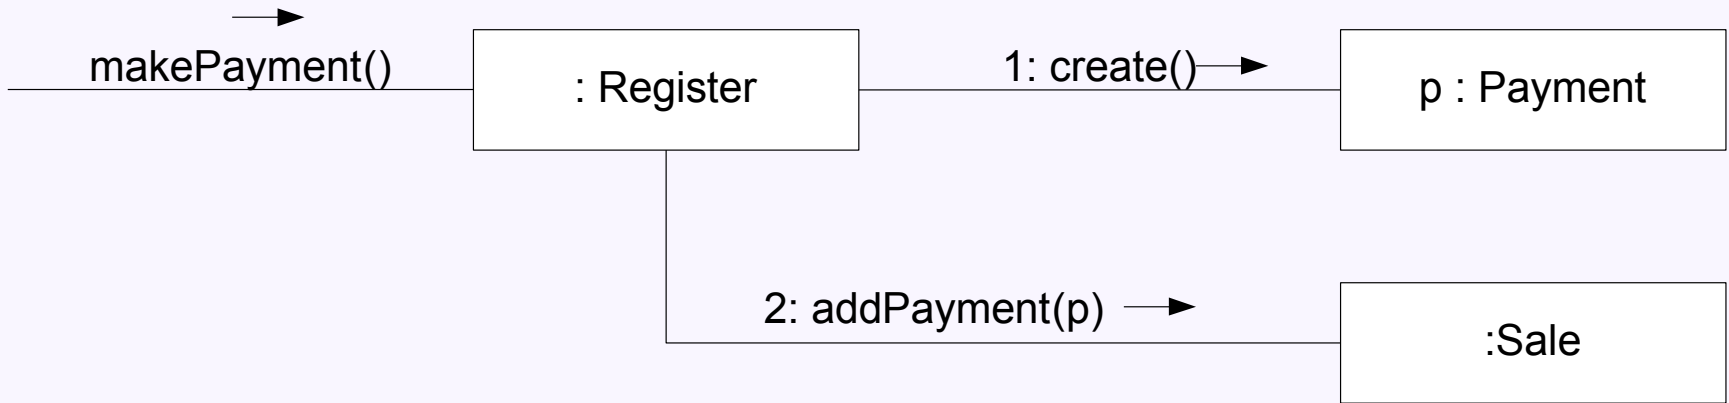 makePayment()
: Register
1: create()
p : Payment
2: addPayment(p)
:Sale